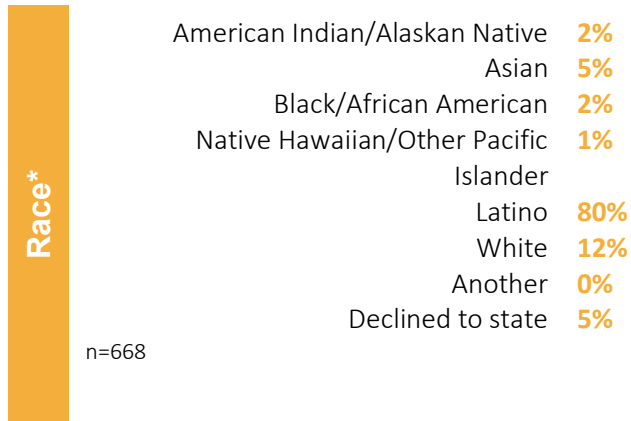 Race*
American Indian/Alaskan Native 2%
Asian 5%
Black/African American 2%
Native Hawaiian/Other Pacific 1%
Islander
Latino 80%
White 12%
Another 0%
Declined to state 5%
n=668